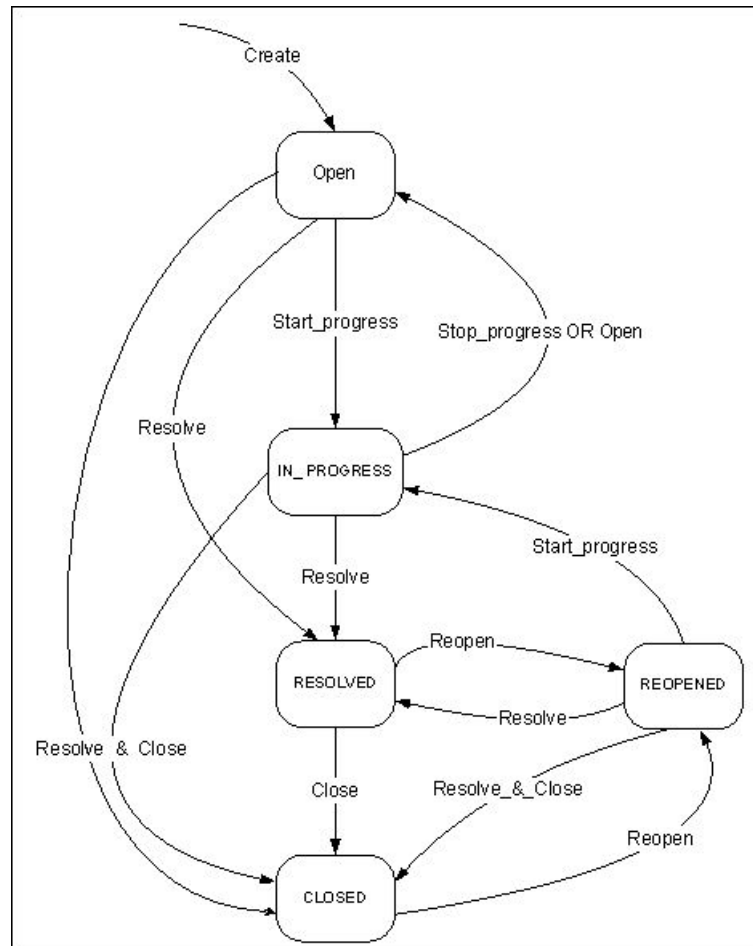 Create
Open
Start_progress
Stop_progress OR Open
Resolve
IN_PROGRESS
Start_progress
Resolve
Reopen
RESOLVED
REOPENED
Resolve
Resolve & Close
Close
Resolve_&_Close
Reopen
CLOSED